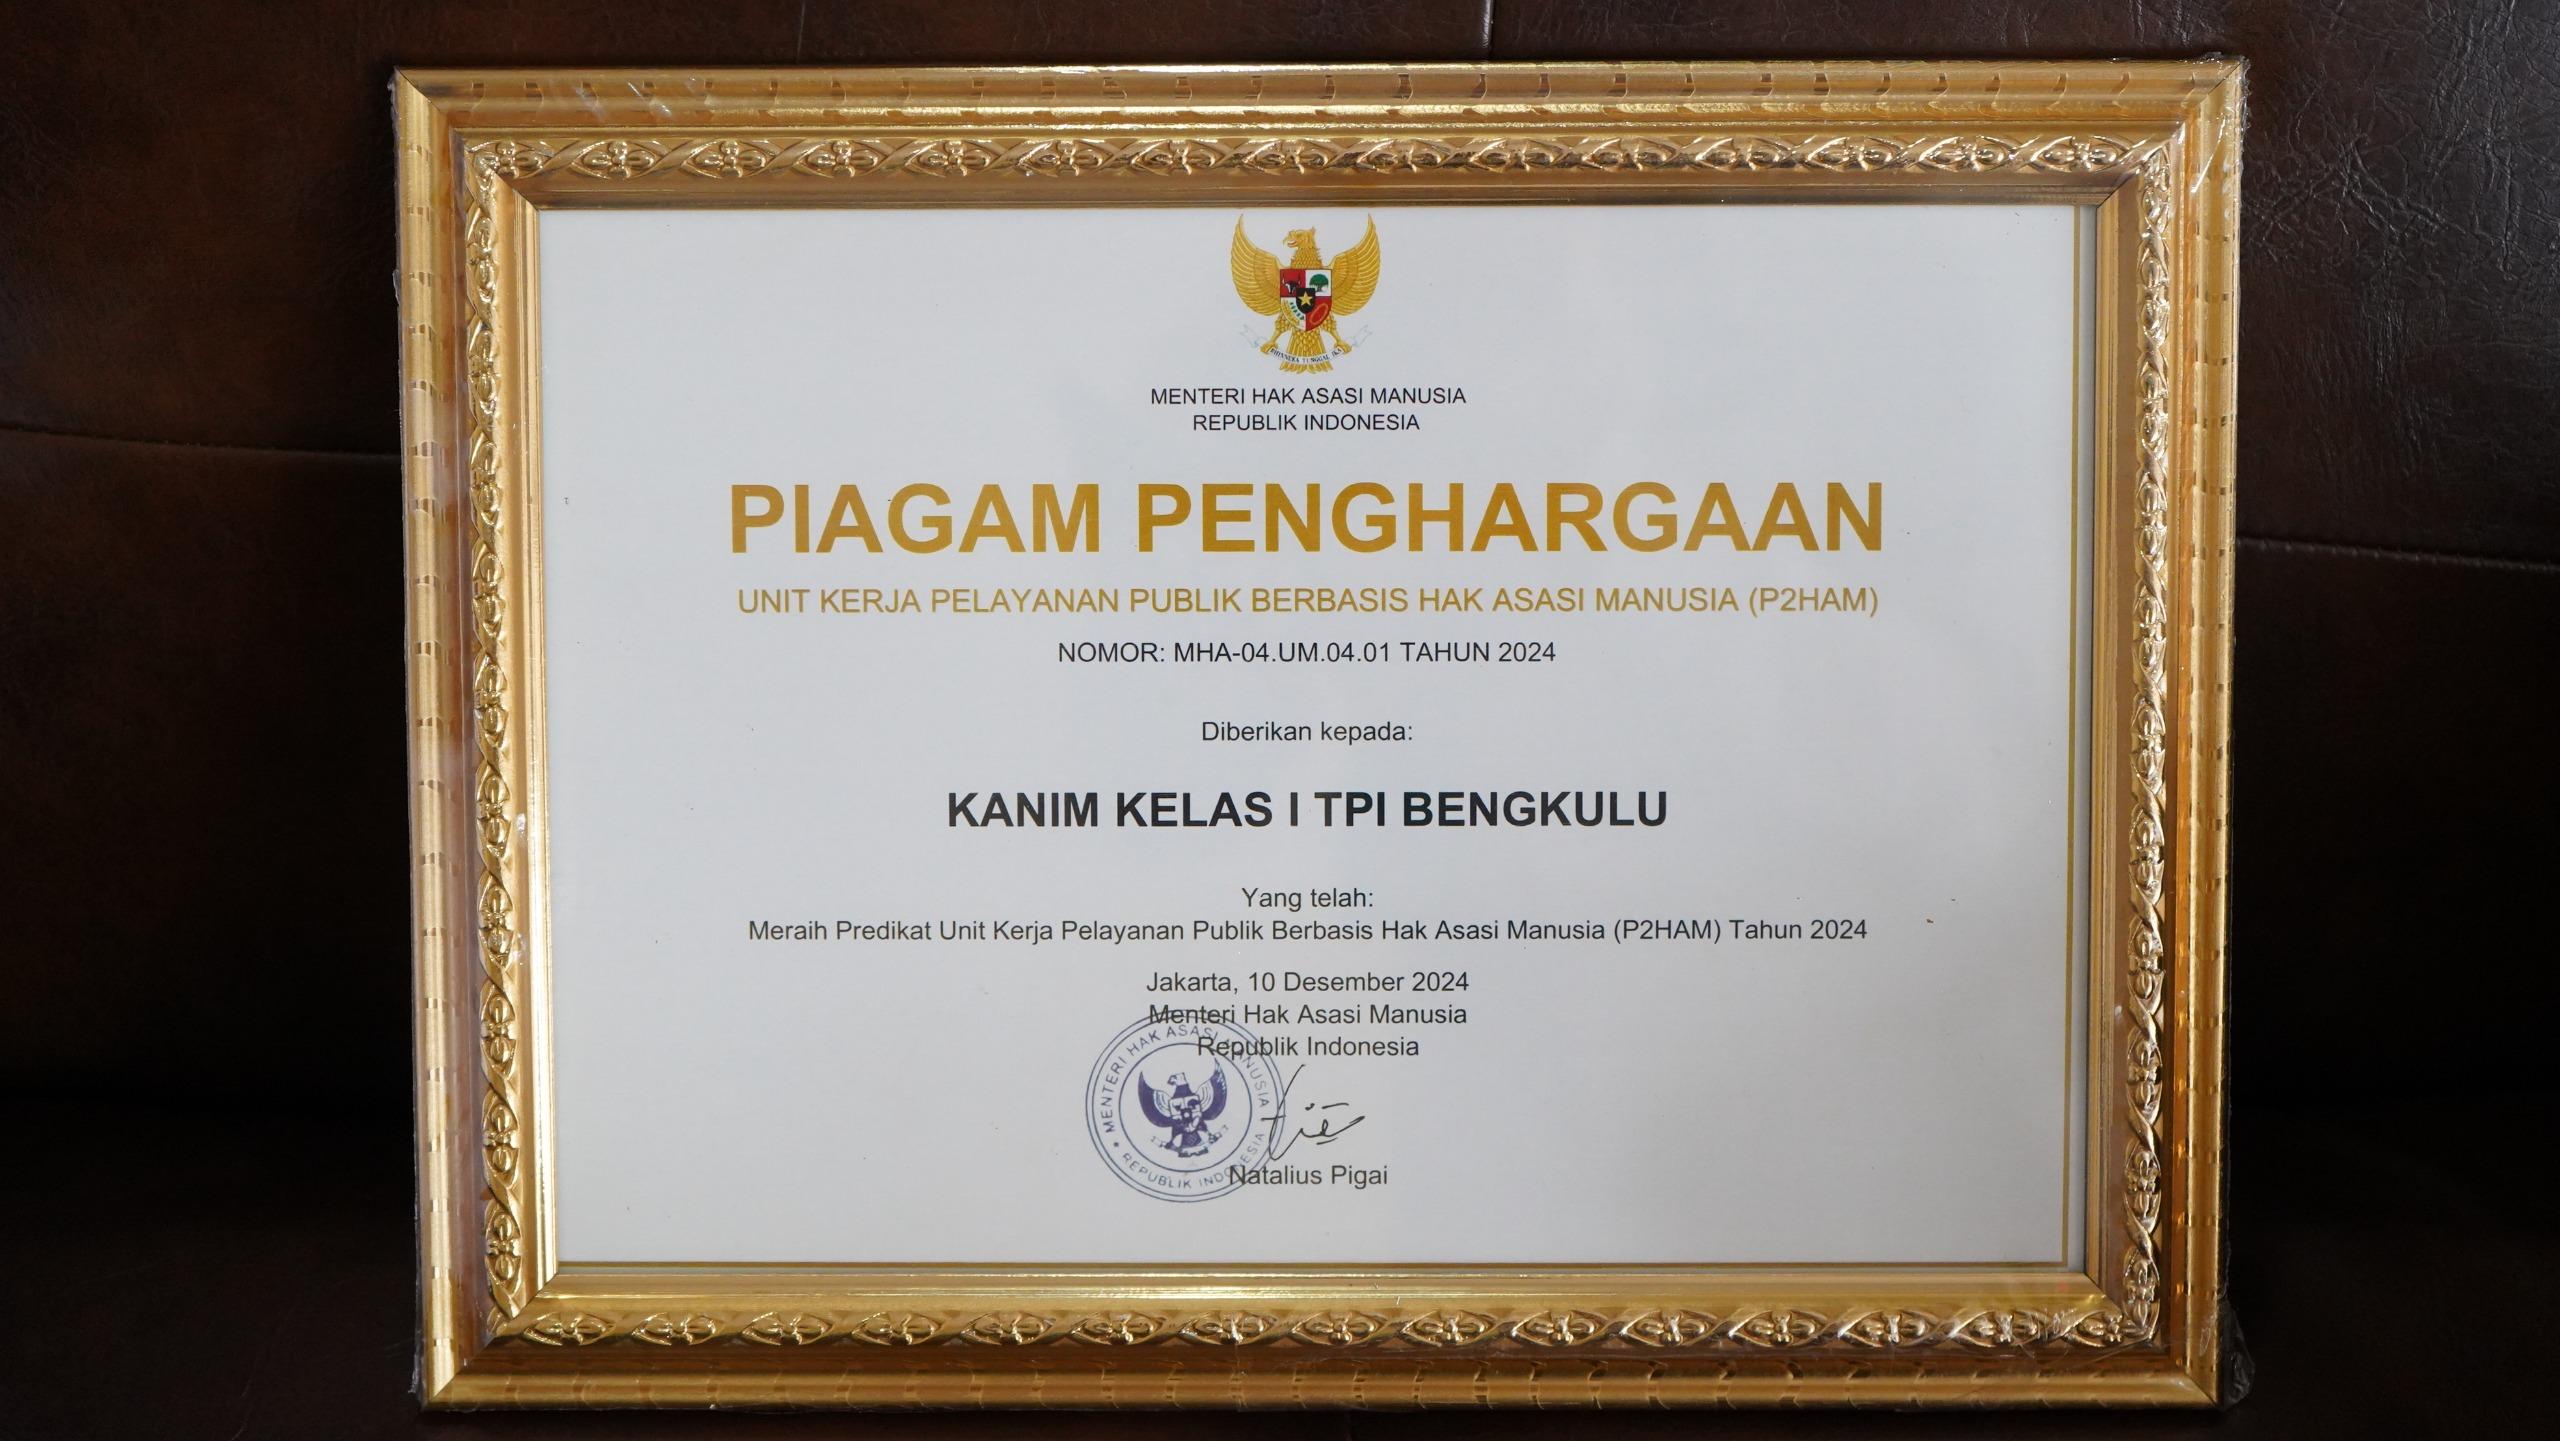 BHINNEKA TUNGGAL IKA
MENTERI HAK ASASI MANUSIA
REPUBLIK INDONESIA
PIAGAM PENGHARGAAN
UNIT KERJA PELAYANAN PUBLIK BERBASIS HAK ASASI MANUSIA (P2HAM)
NOMOR: MHA-04.UM.04.01 TAHUN 2024
Diberikan kepada:
KANIM KELAS I TPI BENGKULU
Yang telah:
Meraih Predikat Unit Kerja Pelayanan Publik Berbasis Hak Asasi Manusia (P2HAM) Tahun 2024
Jakarta, 10 Desember 2024
Menteri Hak Asasi Manusia
Republik Indonesia
MENTERI HAK ASASI MANUSIA
REPUBLIK INDONESIA
Natalius Pigai